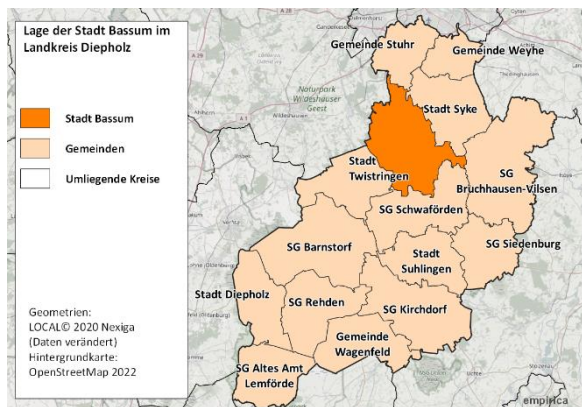 Lage der Stadt Bassum im
Landkreis Diepholz
Stadt Bassum
Gemeinden
Umliegende Kreise
Geometrien:
LOCAL© 2020 Nexiga
(Daten verändert)
Hintergrundkarte:
OpenStreetMap 2022
Gemeinde Stuhr
Gemeinde Weyhe
Naturpark
Wildeshauser
Geest
Stadt Syke
Stadt
Twistringen
SG
Bruchhausen-Vilsen
SG Schwaförden
SG Barnstorf
SG Siedenburg
Stadt
Suhlingen
Stadt Diepholz
SG Rehden
SG Kirchdorf
Gemeinde
Wagenfeld
SG Altes Amt
Lemförde
empirica